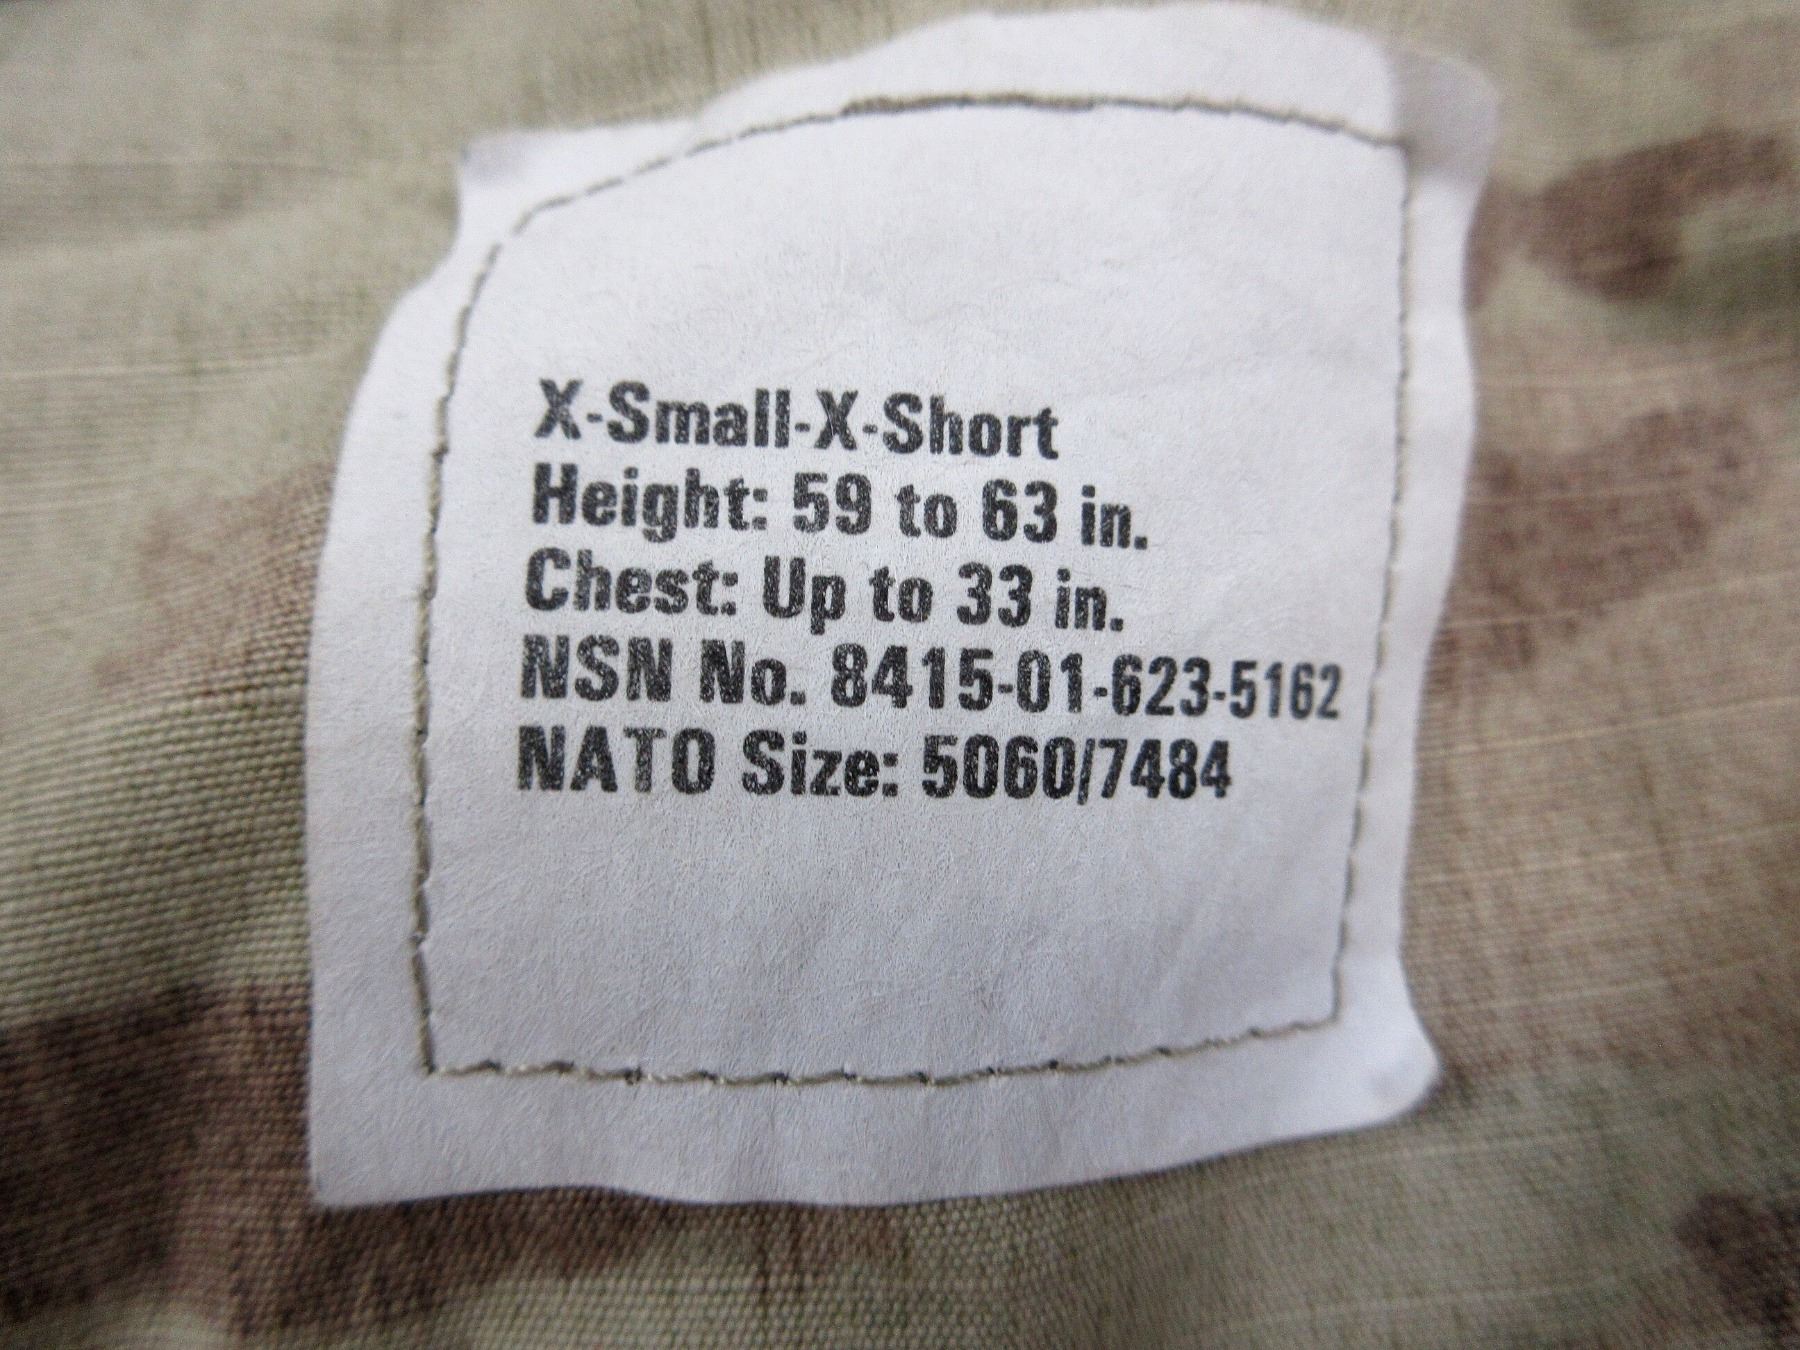 X-Small-X-Short
Height: 59 to 63 in.
Chest: Up to 33 in.
NSN No. 8415-01-623-5162
NATO Size: 5060/7484